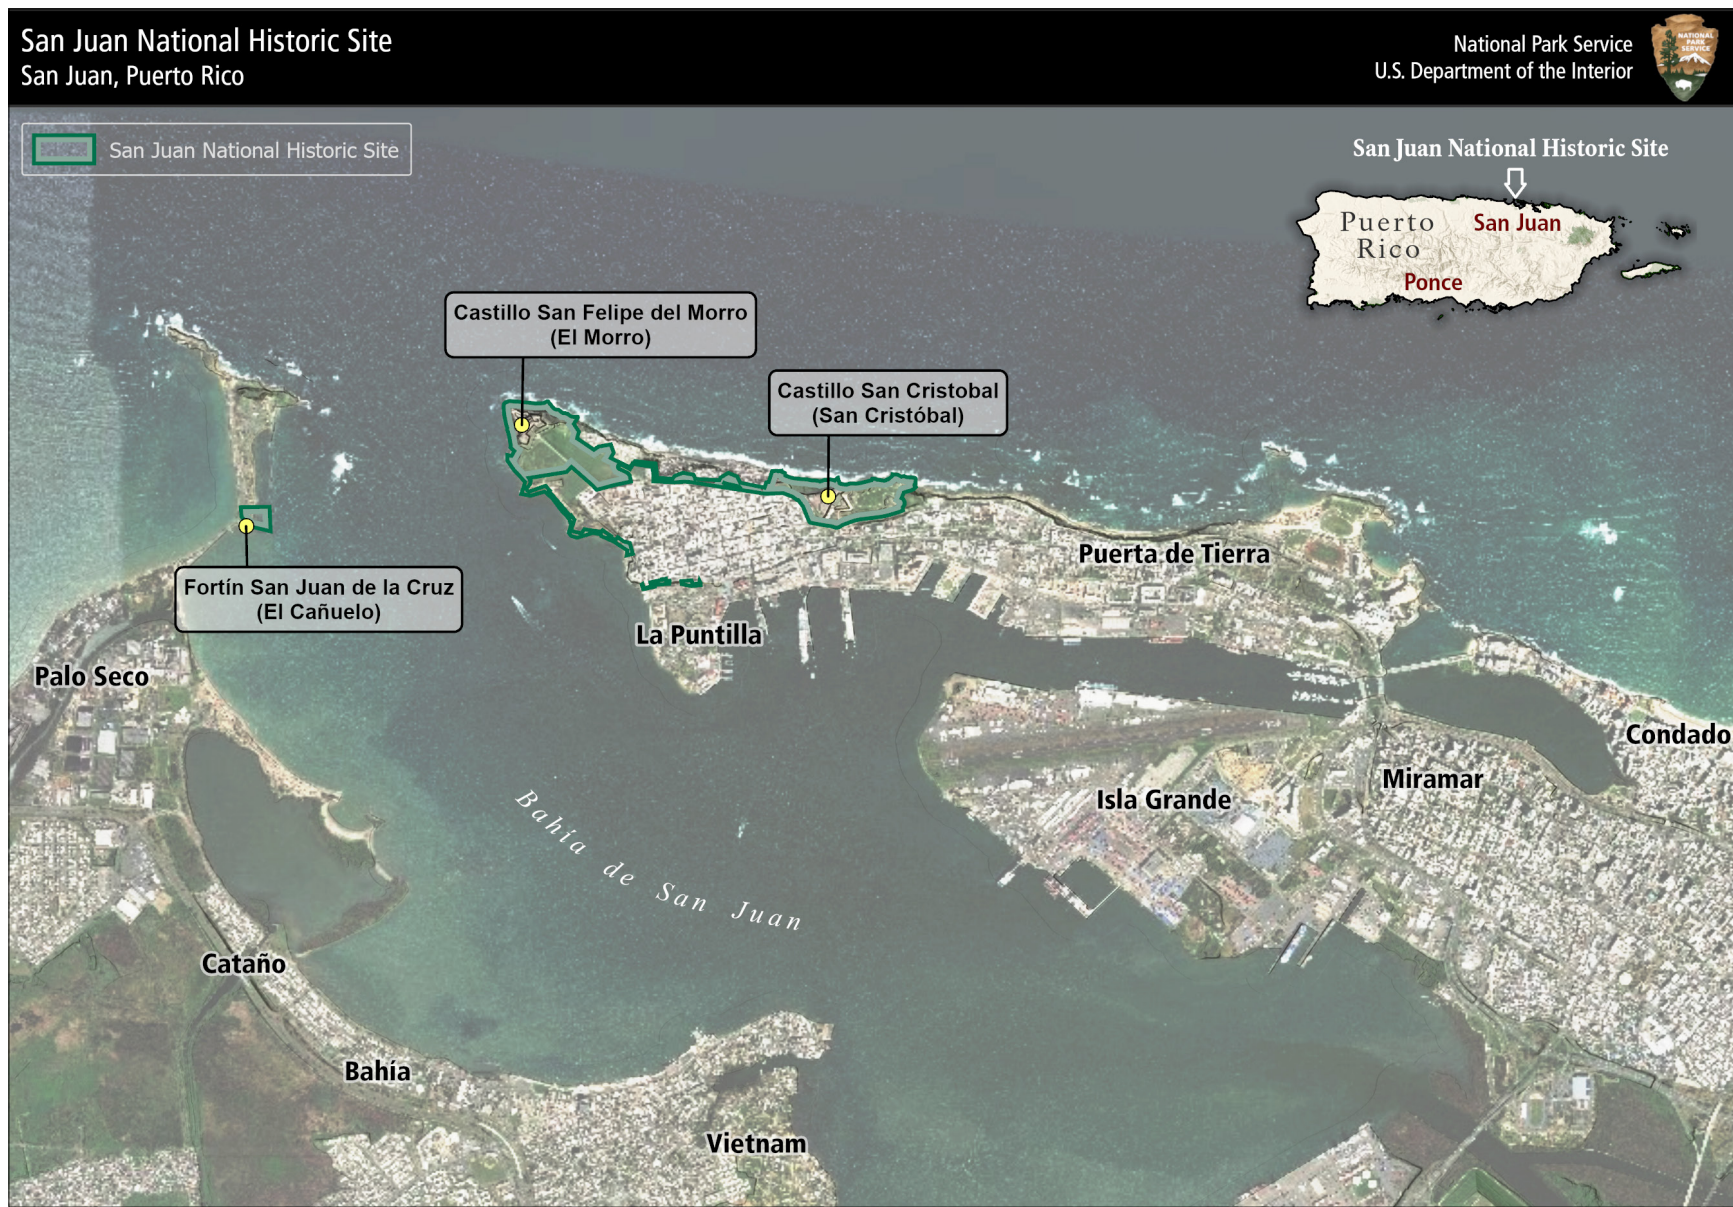 San Juan National Historic Site
San Juan, Puerto Rico
National Park Service
U.S. Department of the Interior
NATIONAL
PARK
SERVICE
San Juan National Historic Site
San Juan National Historic Site
Puerto
Rico
San Juan
Ponce
Castillo San Felipe del Morro
(El Morro)
Castillo San Cristobal
(San Cristóbal)
Puerta de Tierra
Fortín San Juan de la Cruz
(El Cañuelo)
La Puntilla
Palo Seco
Condado
Miramar
Isla Grande
Bahía de San Juan
Cataño
Bahía
Vietnam